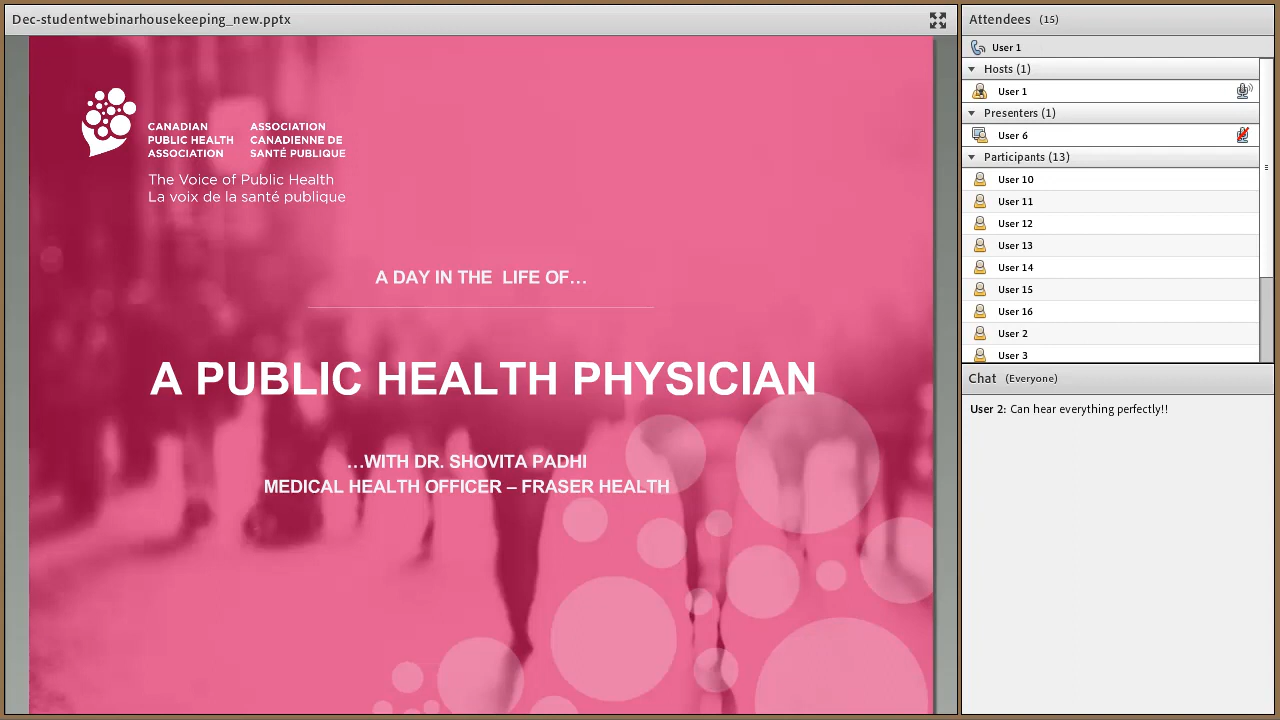 Dec-studentwebinarhousekeeping_new.pptx
CANADIAN
PUBLIC HEALTH
ASSOCIATION
ASSOCIATION
CANADIENNE DE
SANTÉ PUBLIQUE
The Voice of Public Health
La voix de la santé publique
A DAY IN THE LIFE OF...
A PUBLIC HEALTH PHYSICIAN
...WITH DR. SHOVITA PADHI
MEDICAL HEALTH OFFICER – FRASER HEALTH
Attendees (15)
User 1
Hosts (1)
User 1
Presenters (1)
User 6
Participants (13)
User 10
User 11
User 12
User 13
User 14
User 15
User 16
User 2
User 3
Chat (Everyone)
User 2: Can hear everything perfectly!!